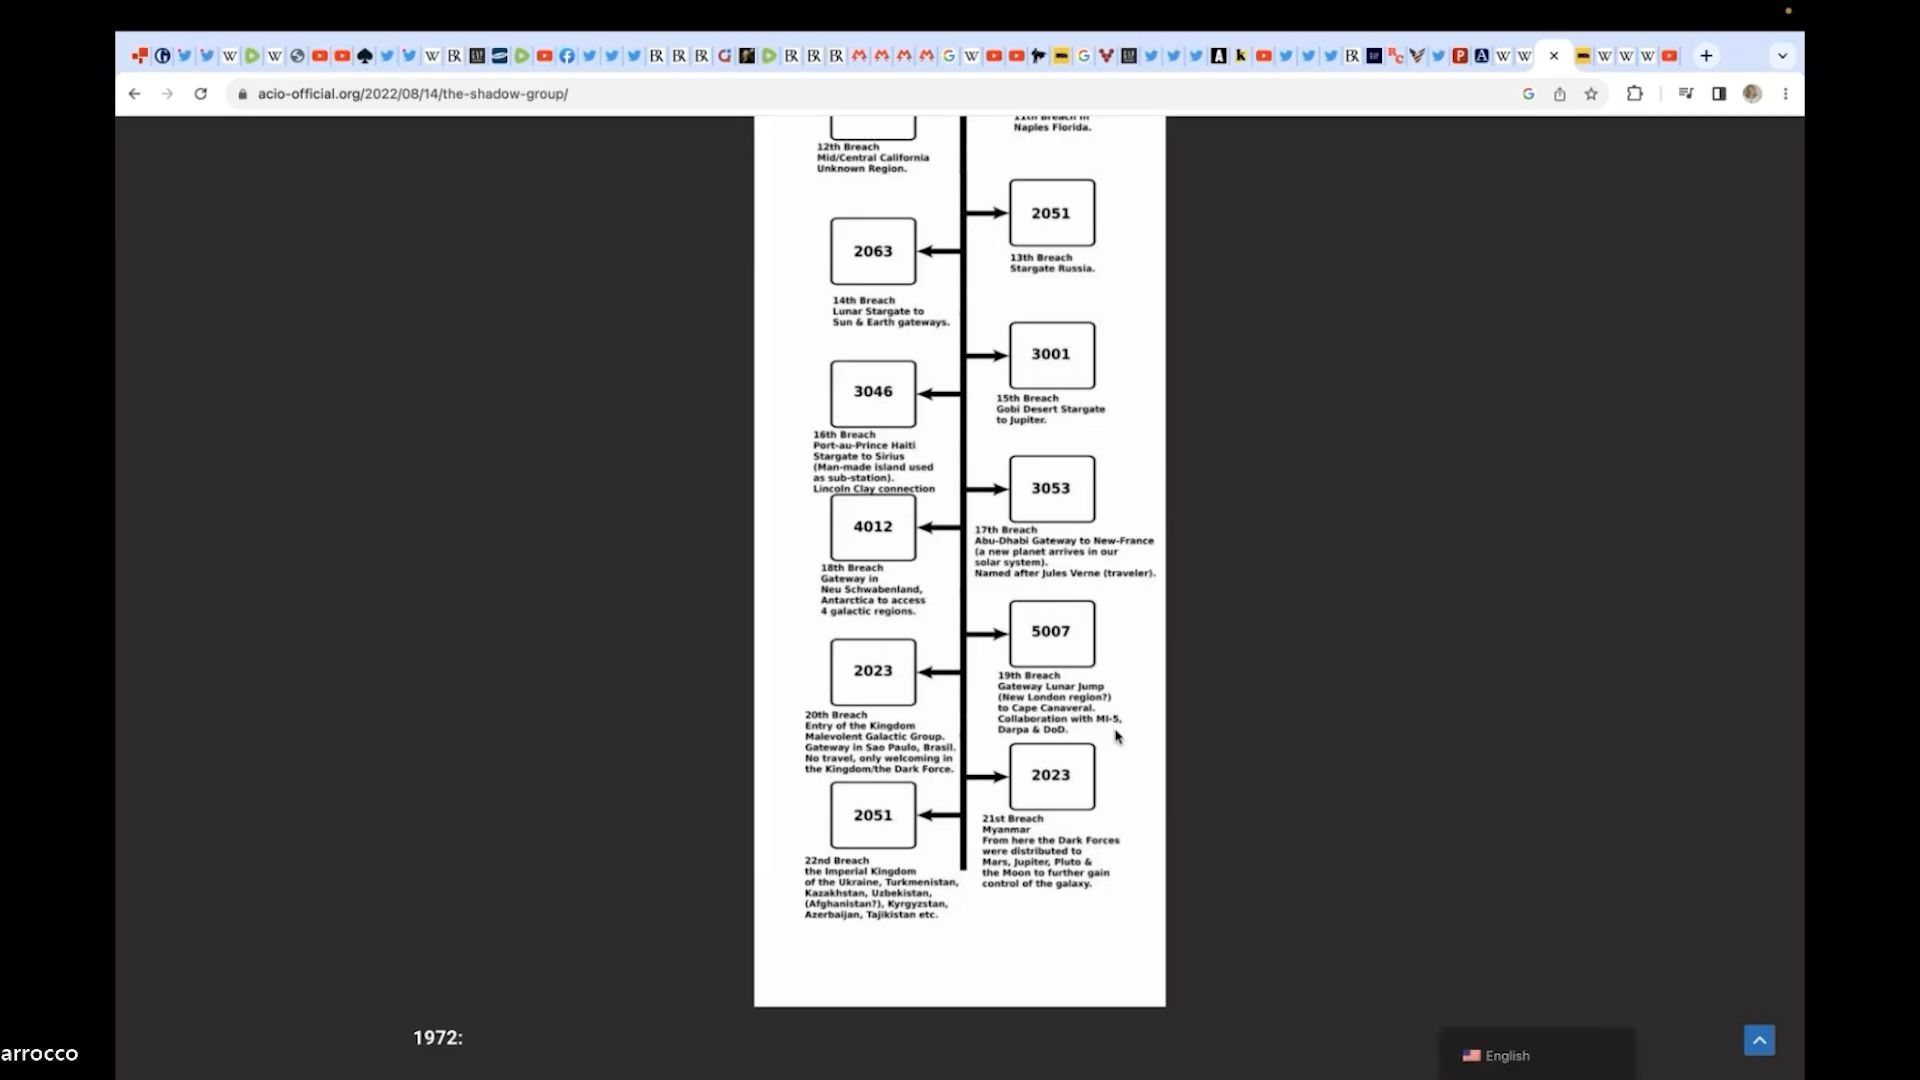 acio-official.org/2022/08/14/the-shadow-group/
11th Breach in
Naples Florida.
12th Breach
Mid/Central California
Unknown Region.
2051
13th Breach
Stargate Russia.
2063
14th Breach
Lunar Stargate to
Sun & Earth gateways.
3001
15th Breach
Gobi Desert Stargate
to Jupiter.
3046
16th Breach
Port-au-Prince Haiti
Stargate to Sirius
(Man-made island used
as sub-station).
Lincoln Clay connection
3053
17th Breach
Abu-Dhabi Gateway to New-France
(a new planet arrives in our
solar system).
Named after Jules Verne (traveler).
4012
18th Breach
Gateway in
Neu Schwabenland,
Antarctica to access
4 galactic regions.
5007
19th Breach
Gateway Lunar Jump
(New London region?)
to Cape Canaveral.
Collaboration with MI-5,
Darpa & DoD.
2023
20th Breach
Entry of the Kingdom
Malevolent Galactic Group.
Gateway in Sao Paulo, Brasil.
No travel, only welcoming in
the Kingdom/the Dark Force.
2023
21st Breach
Myanmar
From here the Dark Forces
were distributed to
Mars, Jupiter, Pluto &
the Moon to further gain
control of the galaxy.
2051
22nd Breach
the Imperial Kingdom
of the Ukraine, Turkmenistan,
Kazakhstan, Uzbekistan,
(Afghanistan?), Kyrgyzstan,
Azerbaijan, Tajikistan etc.
1972:
arrocco
English